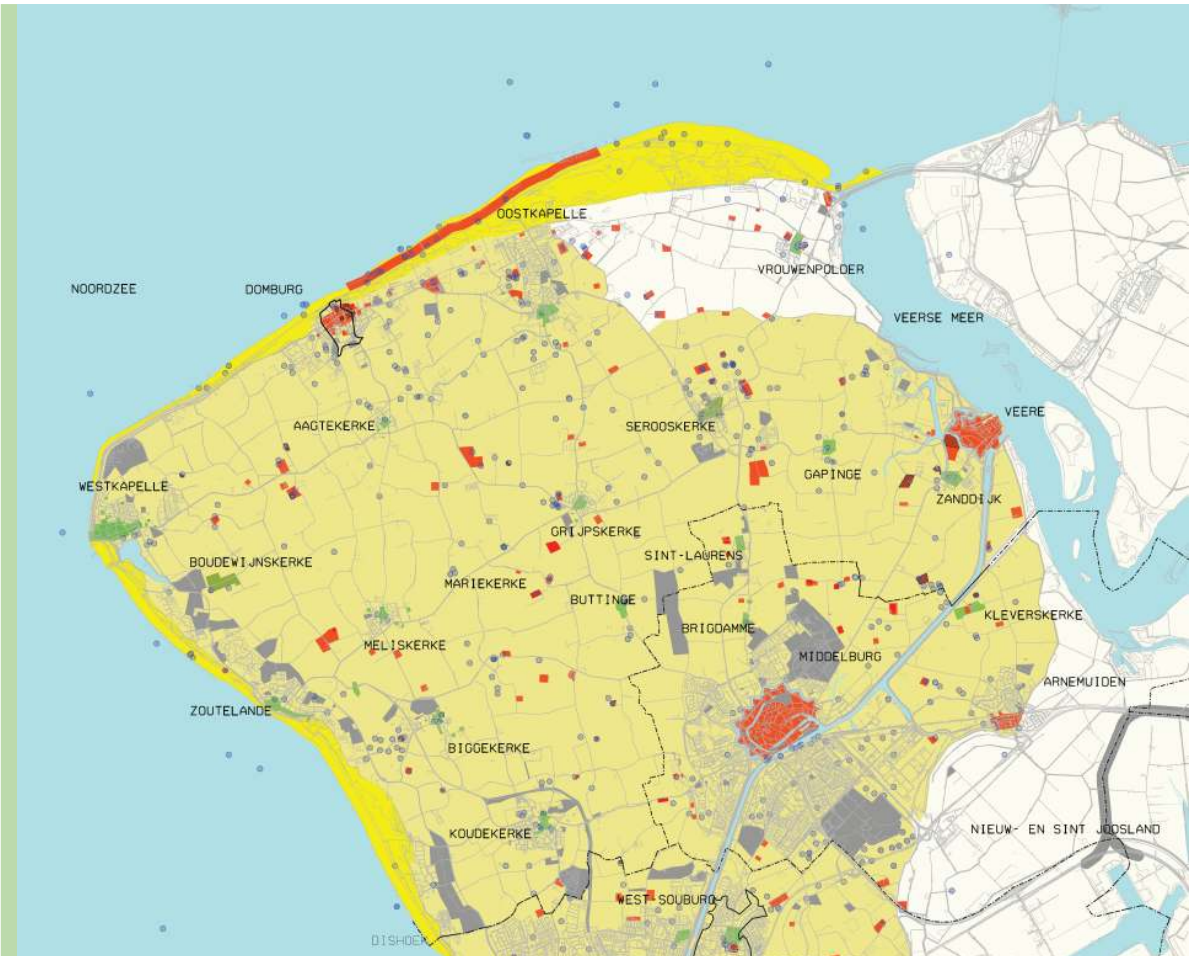 OOSTKAPELLE
VROUWENPOLDER
NOORDZEE
DOMBURG
VEERSE MEER
VEERE
AAGTEKERKE
SEROOSKERKE
GAPINGE
WESTKAPELLE
ZANDDIJK
GRIJPSKERKE
SINT-LAURENS
BOUDEWIJNSKERKE
MARIEKERKE
BUTTINGE
KLEVERSKERKE
BRIGDAMME
MELISKERKE
MIDDELBURG
ARNEMUIDEN
ZOUTELANDE
BIGGEKERKE
KOUDEKERKE
NIEUW- EN SINT JOOSLAND
WEST-SOUBURG
DISHOEK